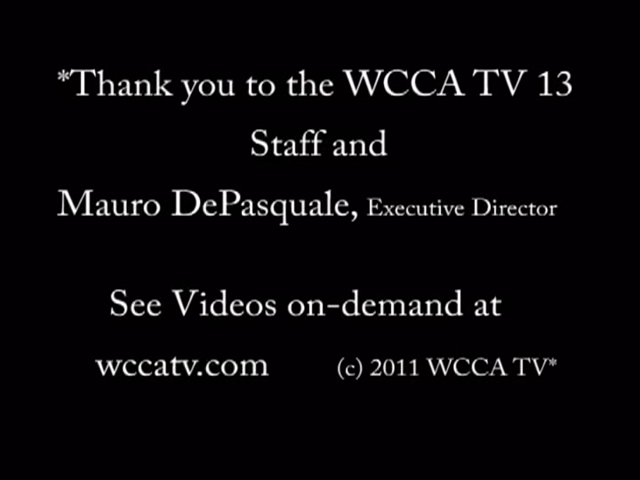 *Thank you to the WCCA TV 13
Staff and
Mauro DePasquale, Executive Director
See Videos on-demand at
wccatv.com (c) 2011 WCCA TV*